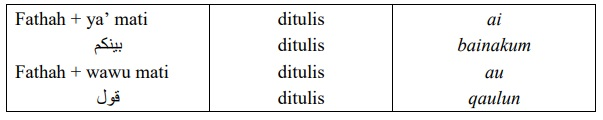 Fathah + ya’ mati ditulis ai
بينكم ditulis bainakum
Fathah + wawu mati ditulis au
قول ditulis qaulun